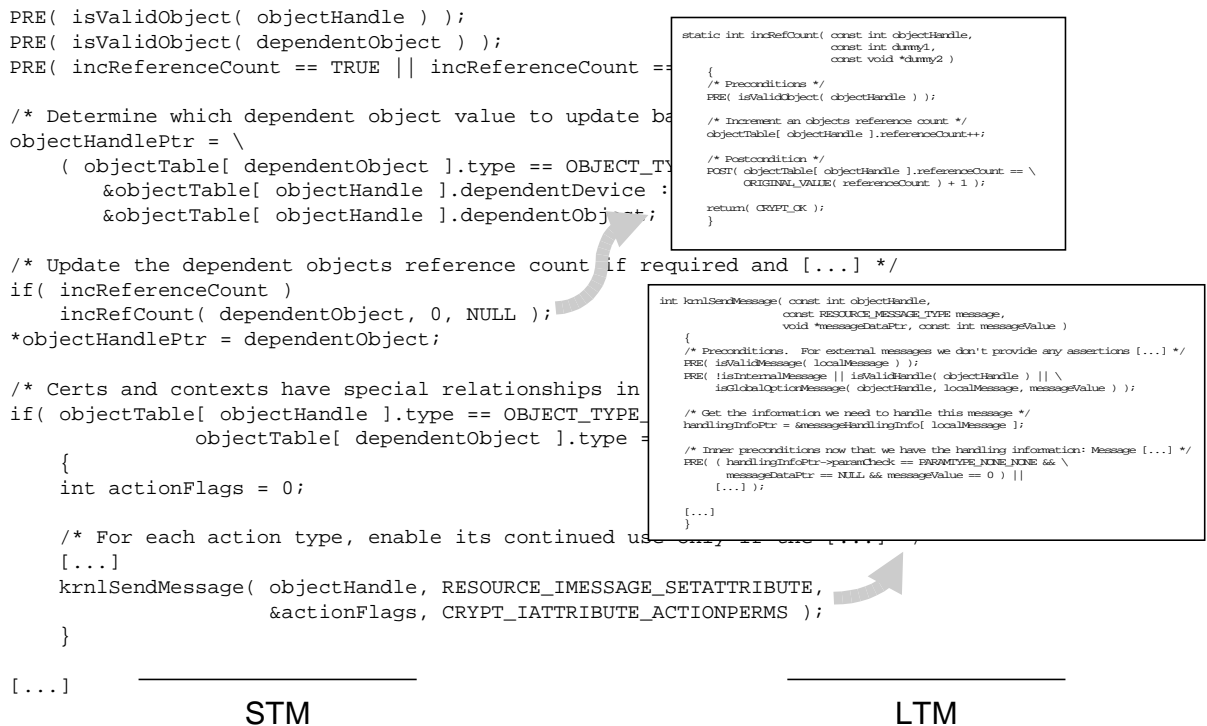 PRE( isValidObject( objectHandle ) );
PRE( isValidObject( dependentObject ) );
PRE( incReferenceCount == TRUE || incReferenceCount ==
/* Determine which dependent object value to update ba
objectHandlePtr = \
( objectTable[ dependentObject ].type == OBJECT_TY
&objectTable[ objectHandle ].dependentDevice :
&objectTable[ objectHandle ].dependentObject;
/* Update the dependent objects reference count if required and [...] */
if( incReferenceCount )
incRefCount( dependentObject, 0, NULL );
*objectHandlePtr = dependentObject;
/* Certs and contexts have special relationships in
if( objectTable[ objectHandle ].type == OBJECT_TYPE_
objectTable[ dependentObject ].type =
{
int actionFlags = 0;
/* For each action type, enable its continued use only if the [...] */
[...]
krnlSendMessage( objectHandle, RESOURCE_IMESSAGE_SETATTRIBUTE,
&actionFlags, CRYPT_IATTRIBUTE_ACTIONPERMS );
}
[...]
static int incRefCount( const int objectHandle,
const int dummy1,
const void *dummy2 )
{
/* Preconditions */
PRE( isValidObject( objectHandle ) );
/* Increment an objects reference count */
objectTable[ objectHandle ].referenceCount++;
/* Postcondition */
POST( objectTable[ objectHandle ].referenceCount == \
ORIGINAL_VALUE( referenceCount ) + 1 );
return( CRYPT_OK );
}
int krnlSendMessage( const int objectHandle,
const RESOURCE_MESSAGE_TYPE message,
void *messageDataPtr, const int messageValue )
{
/* Preconditions. For external messages we don't provide any assertions [...] */
PRE( isValidMessage( localMessage ) );
PRE( !isInternalMessage || isValidHandle( objectHandle ) || \
isGlobalOptionMessage( objectHandle, localMessage, messageValue ) );
/* Get the information we need to handle this message */
handlingInfoPtr = &messageHandlingInfo[ localMessage ];
/* Inner preconditions now that we have the handling information: Message [...] */
PRE( ( handlingInfoPtr->paramCheck == PARAMTYPE_NONE_NONE && \
messageDataPtr == NULL && messageValue == 0 ) ||
[...] );
[...]
}
STM
LTM